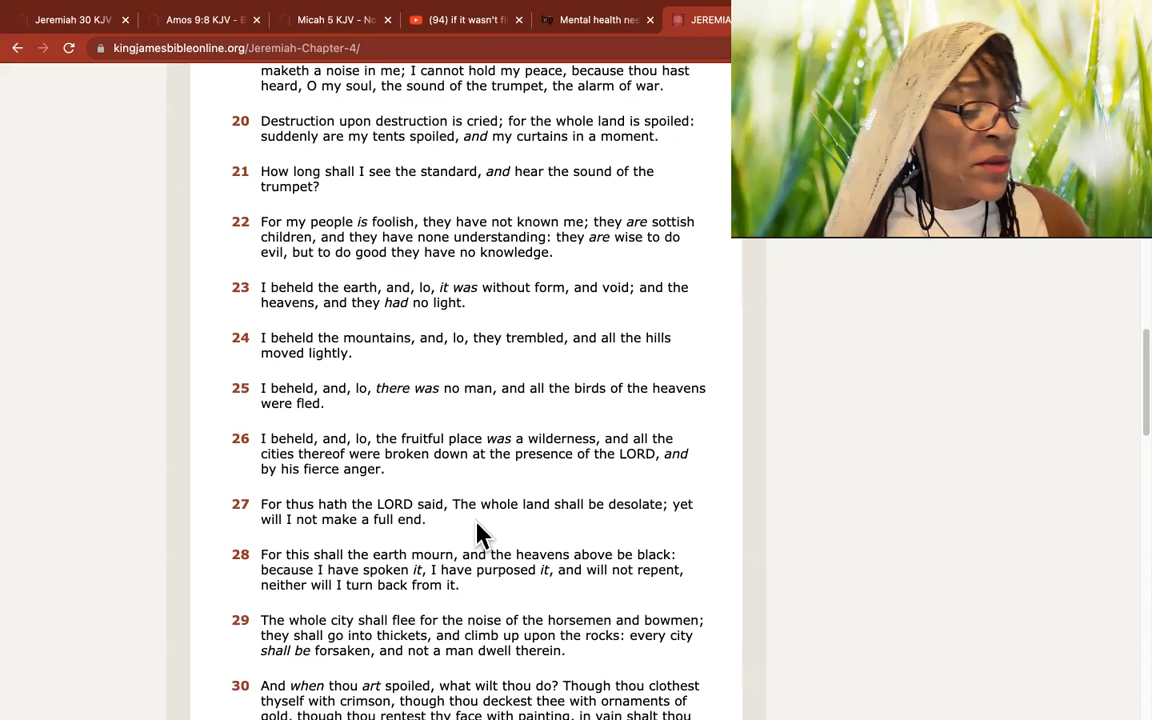 Jeremiah 30 KJV
Amos 9:8 KJV - B
Micah 5 KJV - No
(94) if it wasn't f
Mental health nee
JEREMIA
kingjamesbibleonline.org/Jeremiah-Chapter-4/
maketh a noise in me; I cannot hold my peace, because thou hast
heard, O my soul, the sound of the trumpet, the alarm of war.
20 Destruction upon destruction is cried; for the whole land is spoiled:
suddenly are my tents spoiled, and my curtains in a moment.
21 How long shall I see the standard, and hear the sound of the
trumpet?
22 For my people is foolish, they have not known me; they are sottish
children, and they have none understanding: they are wise to do
evil, but to do good they have no knowledge.
23 I beheld the earth, and, lo, it was without form, and void; and the
heavens, and they had no light.
24 I beheld the mountains, and, lo, they trembled, and all the hills
moved lightly.
25 I beheld, and, lo, there was no man, and all the birds of the heavens
were fled.
26 I beheld, and, lo, the fruitful place was a wilderness, and all the
cities thereof were broken down at the presence of the LORD, and
by his fierce anger.
27 For thus hath the LORD said, The whole land shall be desolate; yet
will I not make a full end.
28 For this shall the earth mourn, and the heavens above be black:
because I have spoken it, I have purposed it, and will not repent,
neither will I turn back from it.
29 The whole city shall flee for the noise of the horsemen and bowmen;
they shall go into thickets, and climb up upon the rocks: every city
shall be forsaken, and not a man dwell therein.
30 And when thou art spoiled, what wilt thou do? Though thou clothest
thyself with crimson, though thou deckest thee with ornaments of
gold, though thou rentest thy face with painting, in vain shalt thou